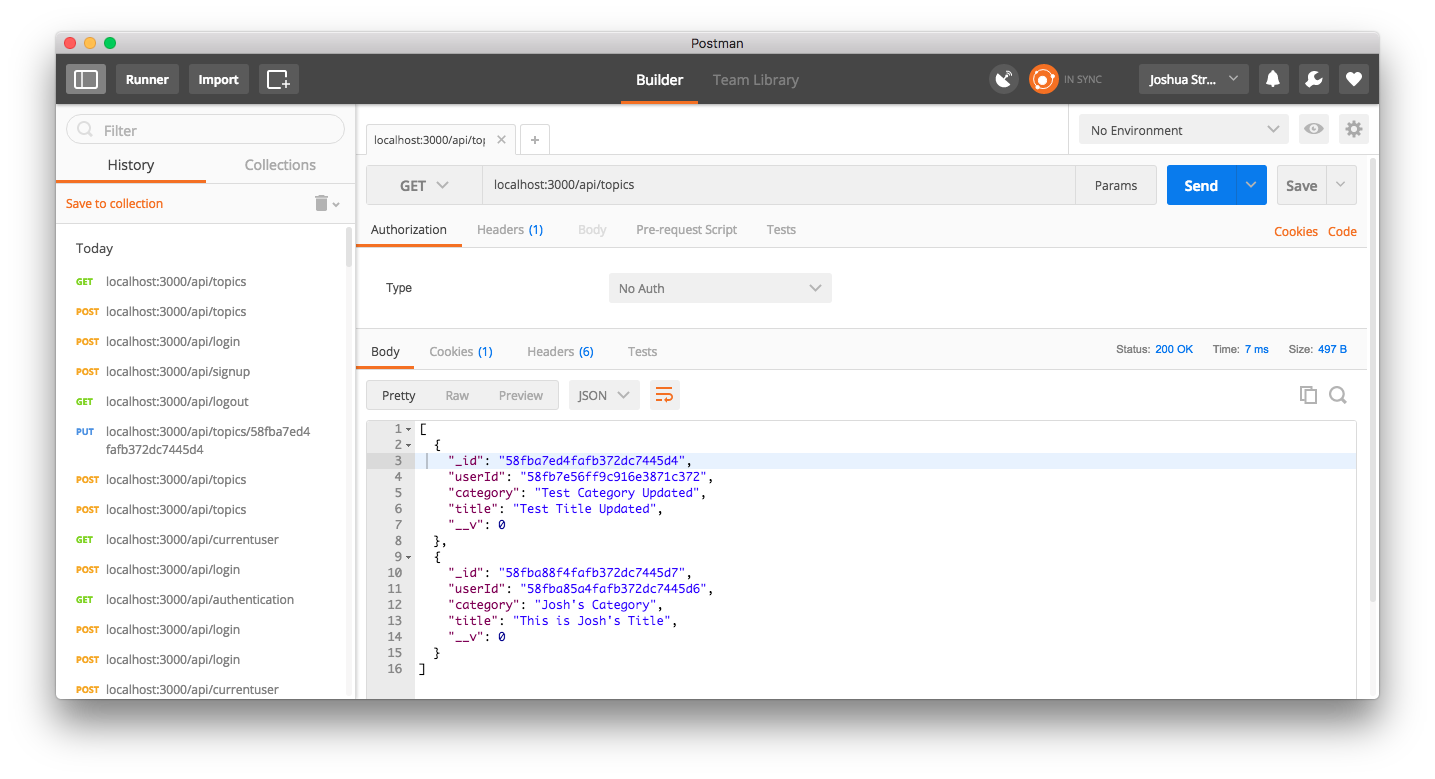 Postman
Runner
Import
Builder
Team Library
IN SYNC
Joshua Str...
Filter
History
Collections
Save to collection
Today
GET localhost:3000/api/topics
POST localhost:3000/api/topics
POST localhost:3000/api/login
POST localhost:3000/api/signup
GET localhost:3000/api/logout
PUT localhost:3000/api/topics/58fba7ed4
fafb372dc7445d4
POST localhost:3000/api/topics
POST localhost:3000/api/topics
GET localhost:3000/api/currentuser
POST localhost:3000/api/login
GET localhost:3000/api/authentication
POST localhost:3000/api/login
POST localhost:3000/api/login
POST localhost:3000/api/currentuser
localhost:3000/api/top
No Environment
GET
localhost:3000/api/topics
Params
Send
Save
Authorization
Headers (1)
Body
Pre-request Script
Tests
Cookies
Code
Type
No Auth
Body
Cookies (1)
Headers (6)
Tests
Status: 200 OK
Time: 7 ms
Size: 497 B
Pretty
Raw
Preview
JSON
1 [
2 {
3 "_id": "58fba7ed4fafb372dc7445d4",
4 "userId": "58fb7e56ff9c916e3871c372",
5 "category": "Test Category Updated",
6 "title": "Test Title Updated",
7 "__v": 0
8 },
9 {
10 "_id": "58fba88f4fafb372dc7445d7",
11 "userId": "58fba85a4fafb372dc7445d6",
12 "category": "Josh's Category",
13 "title": "This is Josh's Title",
14 "__v": 0
15 }
16 ]